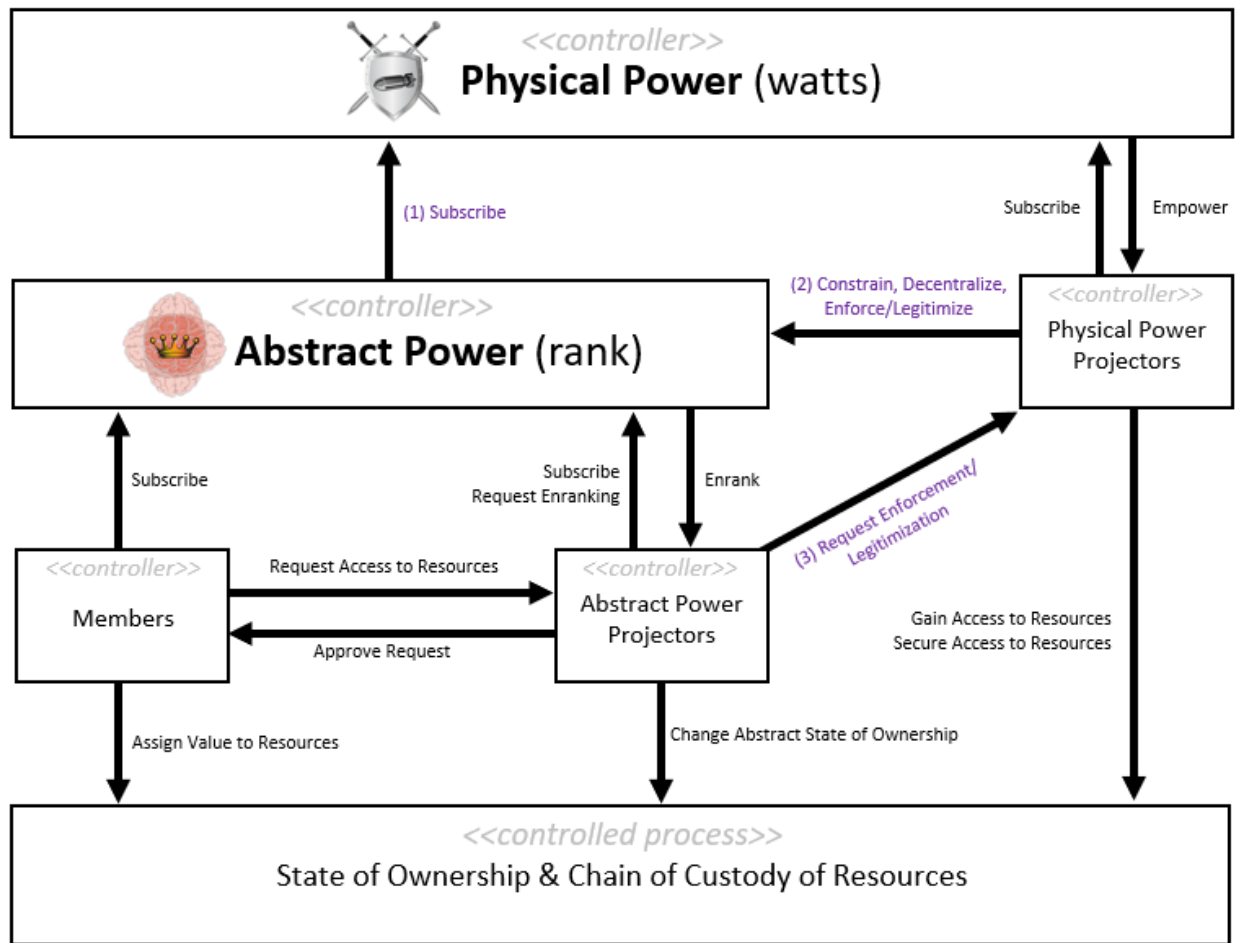 <<controller>>
Physical Power (watts)
(1) Subscribe
Subscribe
Empower
<<controller>>
Abstract Power (rank)
(2) Constrain, Decentralize,
Enforce/Legitimize
<<controller>>
Physical Power
Projectors
Subscribe
Subscribe
Request Enranking
Enrank
(3) Request Enforcement/
Legitimization
<<controller>>
Members
Request Access to Resources
Approve Request
<<controller>>
Abstract Power
Projectors
Gain Access to Resources
Secure Access to Resources
Assign Value to Resources
Change Abstract State of Ownership
<<controlled process>>
State of Ownership & Chain of Custody of Resources